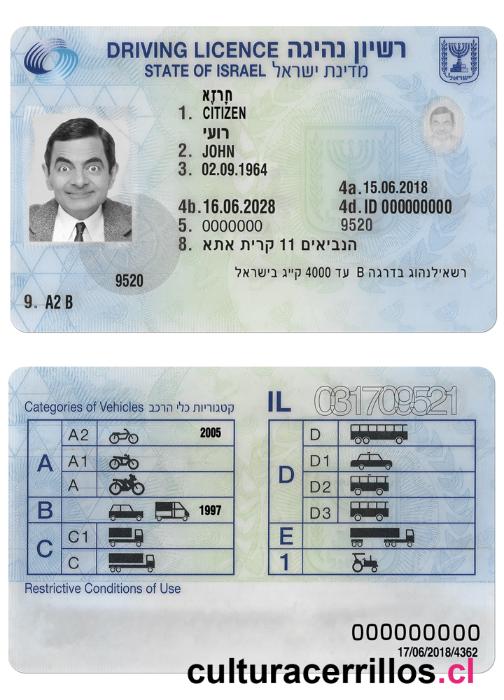 DRIVING LICENCE רשיון נהיגה
STATE OF ISRAEL מדינת ישראל
1. CITIZEN
רועי
2. JOHN
3. 02.09.1964
4a. 15.06.2018
4b. 16.06.2028 4d. ID 000000000
5. 0000000 9520
8. הנביאים 11 קרית אתא
רשאילנהוג בדרגה B עד 4000 קייג בישראל
9520
9. A2 B
Categories of Vehicles קטגוריות כלי הרכב
IL 031709521
A
A2 2005
A1
A
B 1997
C
C1
C
D
D
D1
D2
D3
E
1
Restrictive Conditions of Use
000000000
17/06/2018/4362
culturacerrillos.cl